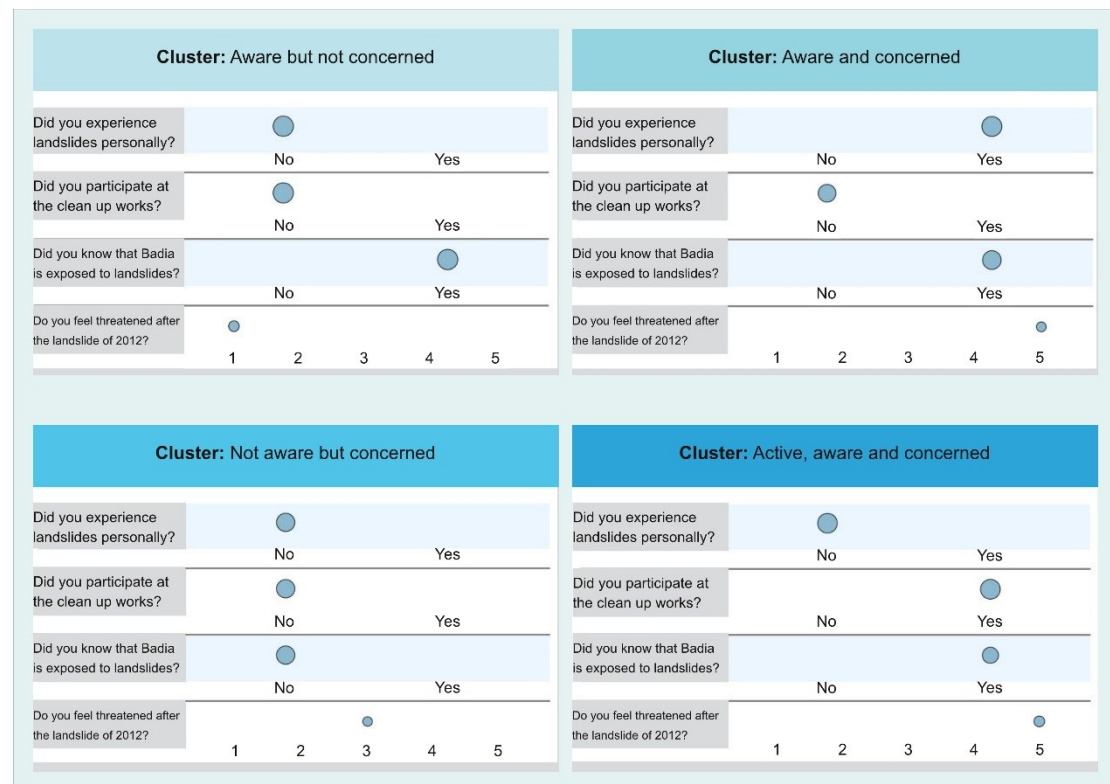 Cluster: Aware but not concerned
Did you experience
landslides personally?
No Yes
Did you participate at
the clean up works?
No Yes
Did you know that Badia
is exposed to landslides?
No Yes
Do you feel threatened after
the landslide of 2012?
1 2 3 4 5
Cluster: Aware and concerned
Did you experience
landslides personally?
No Yes
Did you participate at
the clean up works?
No Yes
Did you know that Badia
is exposed to landslides?
No Yes
Do you feel threatened after
the landslide of 2012?
1 2 3 4 5
Cluster: Not aware but concerned
Did you experience
landslides personally?
No Yes
Did you participate at
the clean up works?
No Yes
Did you know that Badia
is exposed to landslides?
No Yes
Do you feel threatened after
the landslide of 2012?
1 2 3 4 5
Cluster: Active, aware and concerned
Did you experience
landslides personally?
No Yes
Did you participate at
the clean up works?
No Yes
Did you know that Badia
is exposed to landslides?
No Yes
Do you feel threatened after
the landslide of 2012?
1 2 3 4 5